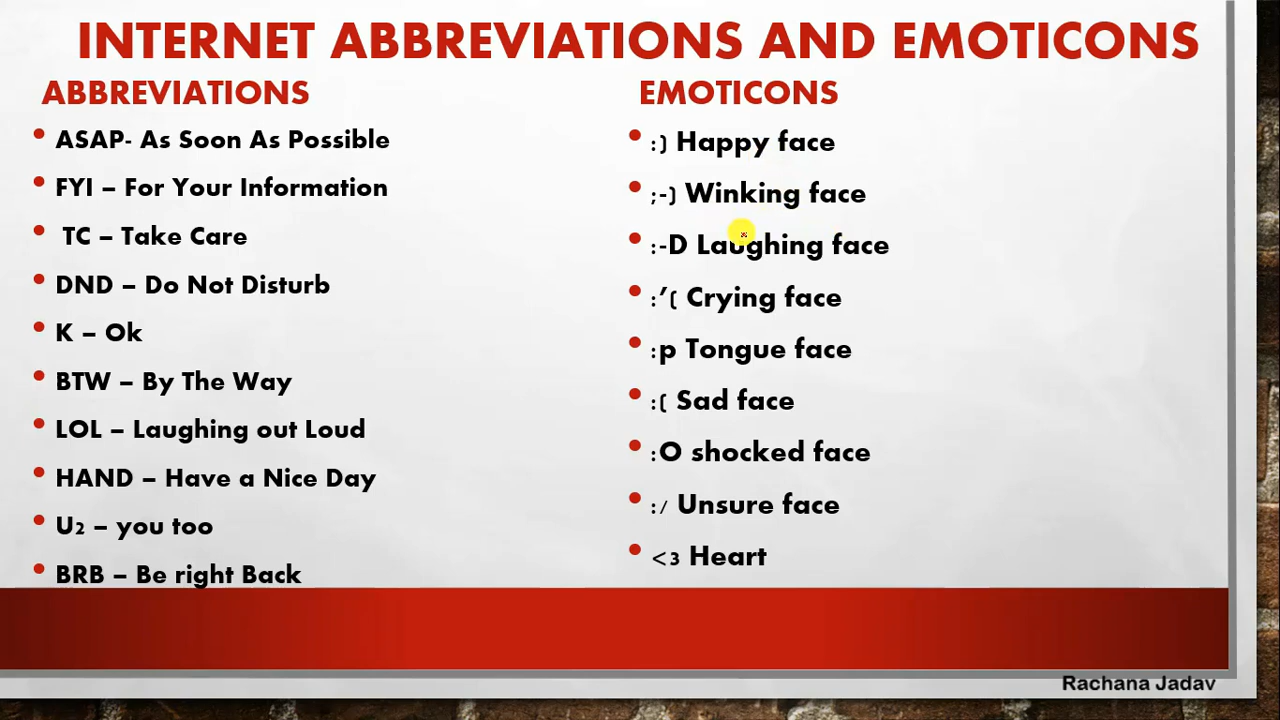 INTERNET ABBREVIATIONS AND EMOTICONS
ABBREVIATIONS
• ASAP- As Soon As Possible
• FYI – For Your Information
• TC – Take Care
• DND – Do Not Disturb
• K – Ok
• BTW – By The Way
• LOL – Laughing out Loud
• HAND – Have a Nice Day
• U2 – you too
• BRB – Be right Back
EMOTICONS
• :) Happy face
• ;-) Winking face
• :-D Laughing face
• :’( Crying face
• :p Tongue face
• :( Sad face
• :O shocked face
• :/ Unsure face
• <3 Heart
Rachana Jadav